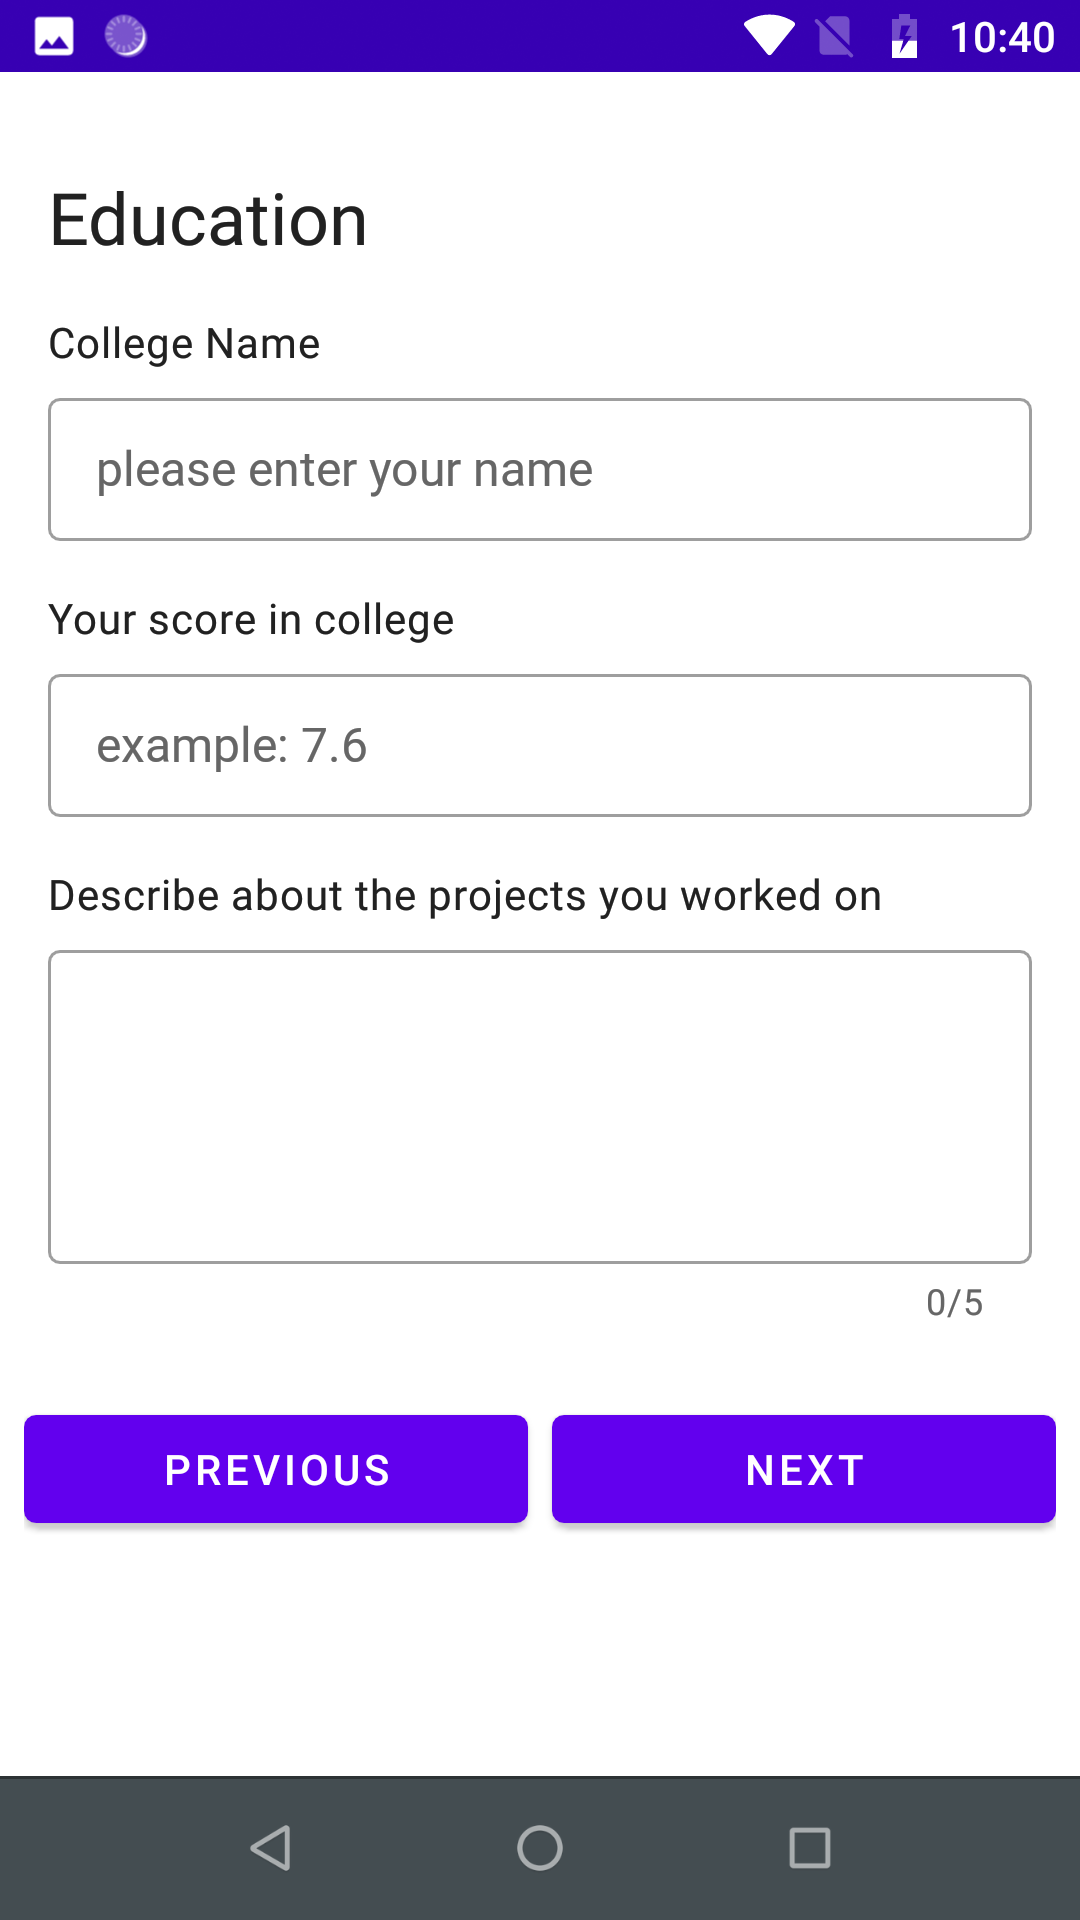 10:40
Education
College Name
please enter your name
Your score in college
example: 7.6
Describe about the projects you worked on
0/5
PREVIOUS NEXT